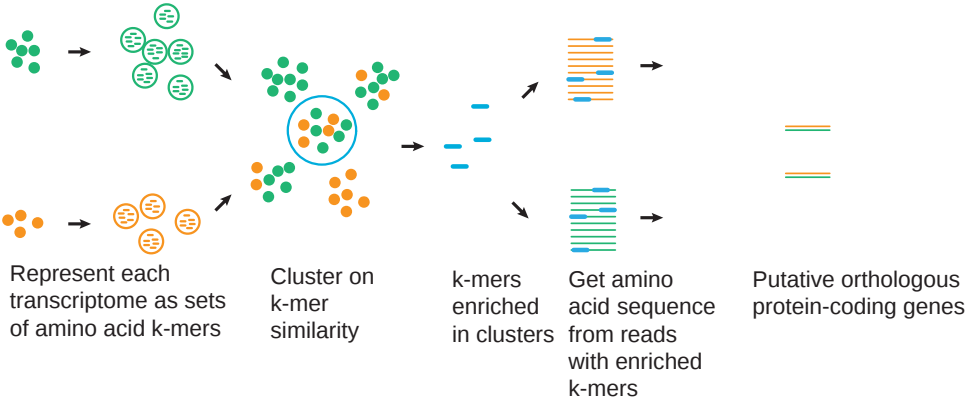 Represent each
transcriptome as sets
of amino acid k-mers
Cluster on
k-mer
similarity
k-mers
enriched
in clusters
Get amino
acid sequence
from reads
with enriched
k-mers
Putative orthologous
protein-coding genes